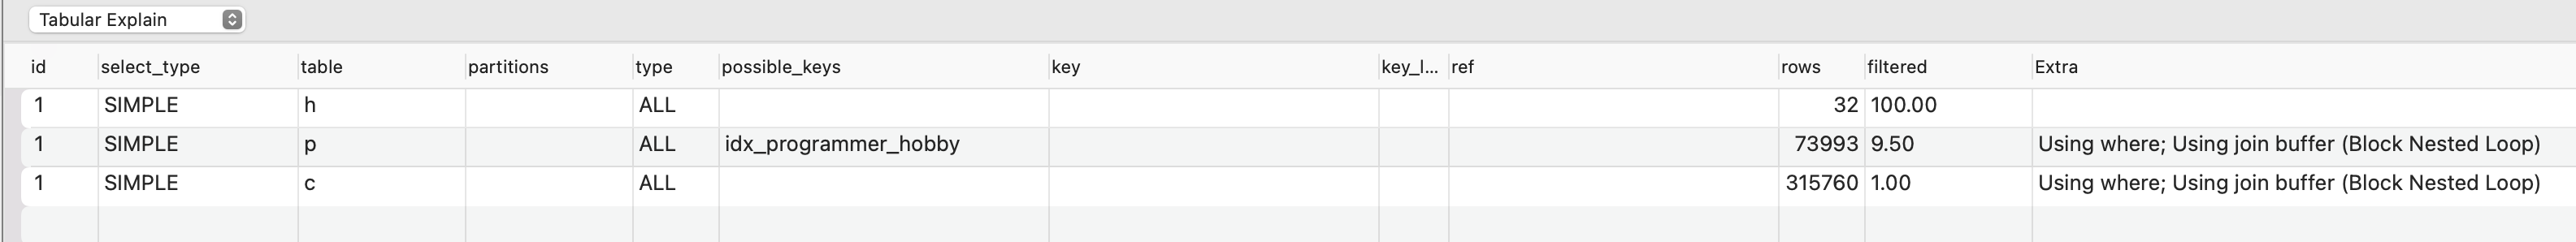 Tabular Explain
id select_type table partitions type possible_keys key key_l... ref rows filtered Extra
1 SIMPLE h ALL 32 100.00
1 SIMPLE p ALL idx_programmer_hobby 73993 9.50 Using where; Using join buffer (Block Nested Loop)
1 SIMPLE c ALL 315760 1.00 Using where; Using join buffer (Block Nested Loop)